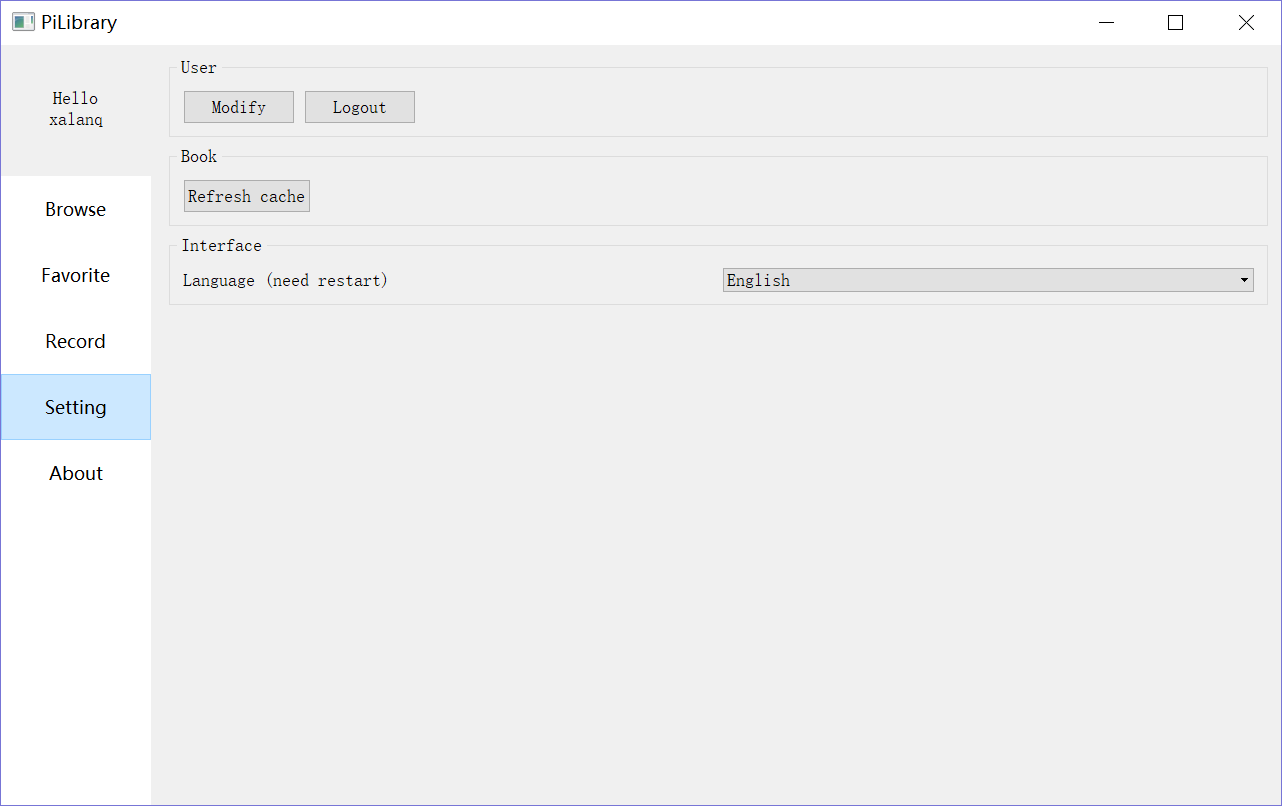 PiLibrary
Hello
xalanq
Browse
Favorite
Record
Setting
About
User
Modify Logout
Book
Refresh cache
Interface
Language (need restart) English